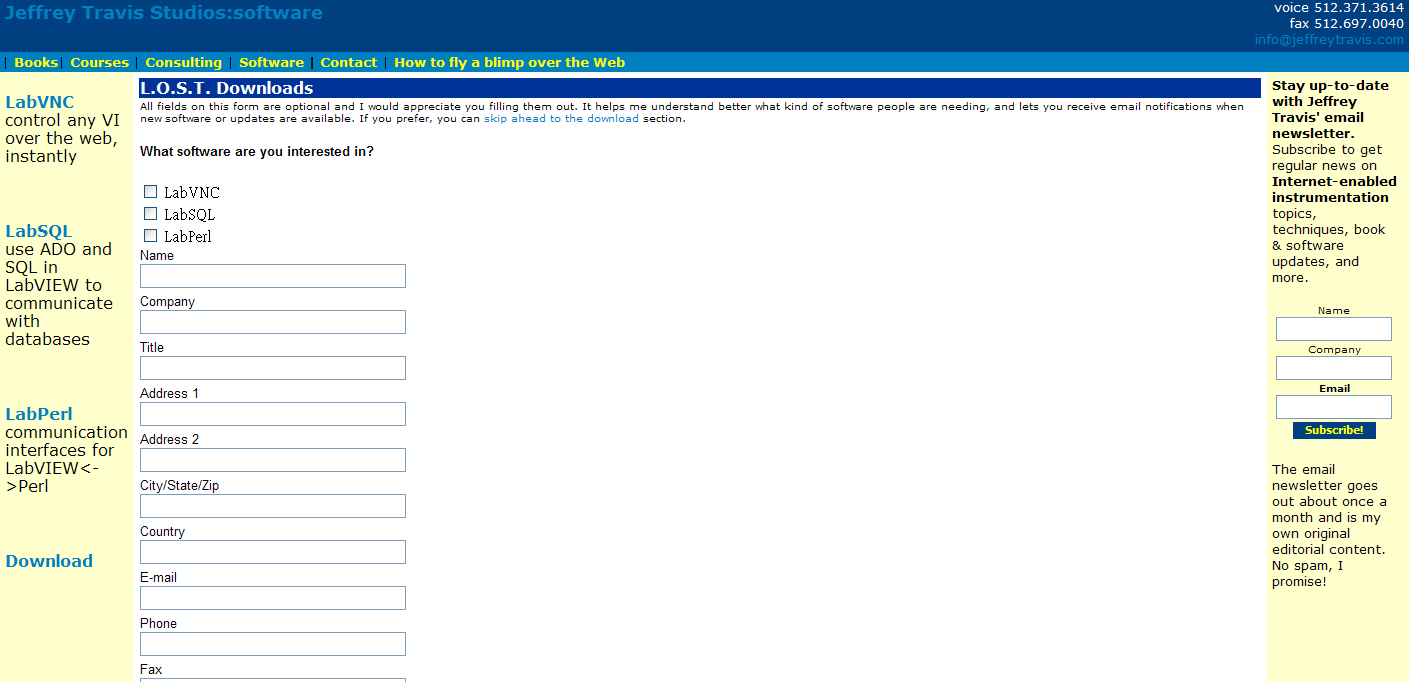 Jeffrey Travis Studios:software
voice 512.371.3614
fax 512.697.0040
info@jeffreytravis.com
| Books | Courses | Consulting | Software | Contact | How to fly a blimp over the Web
LabVNC
control any VI
over the web,
instantly
LabSQL
use ADO and
SQL in
LabVIEW to
communicate
with
databases
LabPerl
communication
interfaces for
LabVIEW<-
>Perl
Download
L.O.S.T. Downloads
All fields on this form are optional and I would appreciate you filling them out. It helps me understand better what kind of software people are needing, and lets you receive email notifications when
new software or updates are available. If you prefer, you can skip ahead to the download section.
What software are you interested in?
LabVNC
LabSQL
LabPerl
Name
Company
Title
Address 1
Address 2
City/State/Zip
Country
E-mail
Phone
Fax
Stay up-to-date
with Jeffrey
Travis' email
newsletter.
Subscribe to get
regular news on
Internet-enabled
instrumentation
topics,
techniques, book
& software
updates, and
more.
Name
Company
Email
Subscribe!
The email
newsletter goes
out about once a
month and is my
own original
editorial content.
No spam, I
promise!